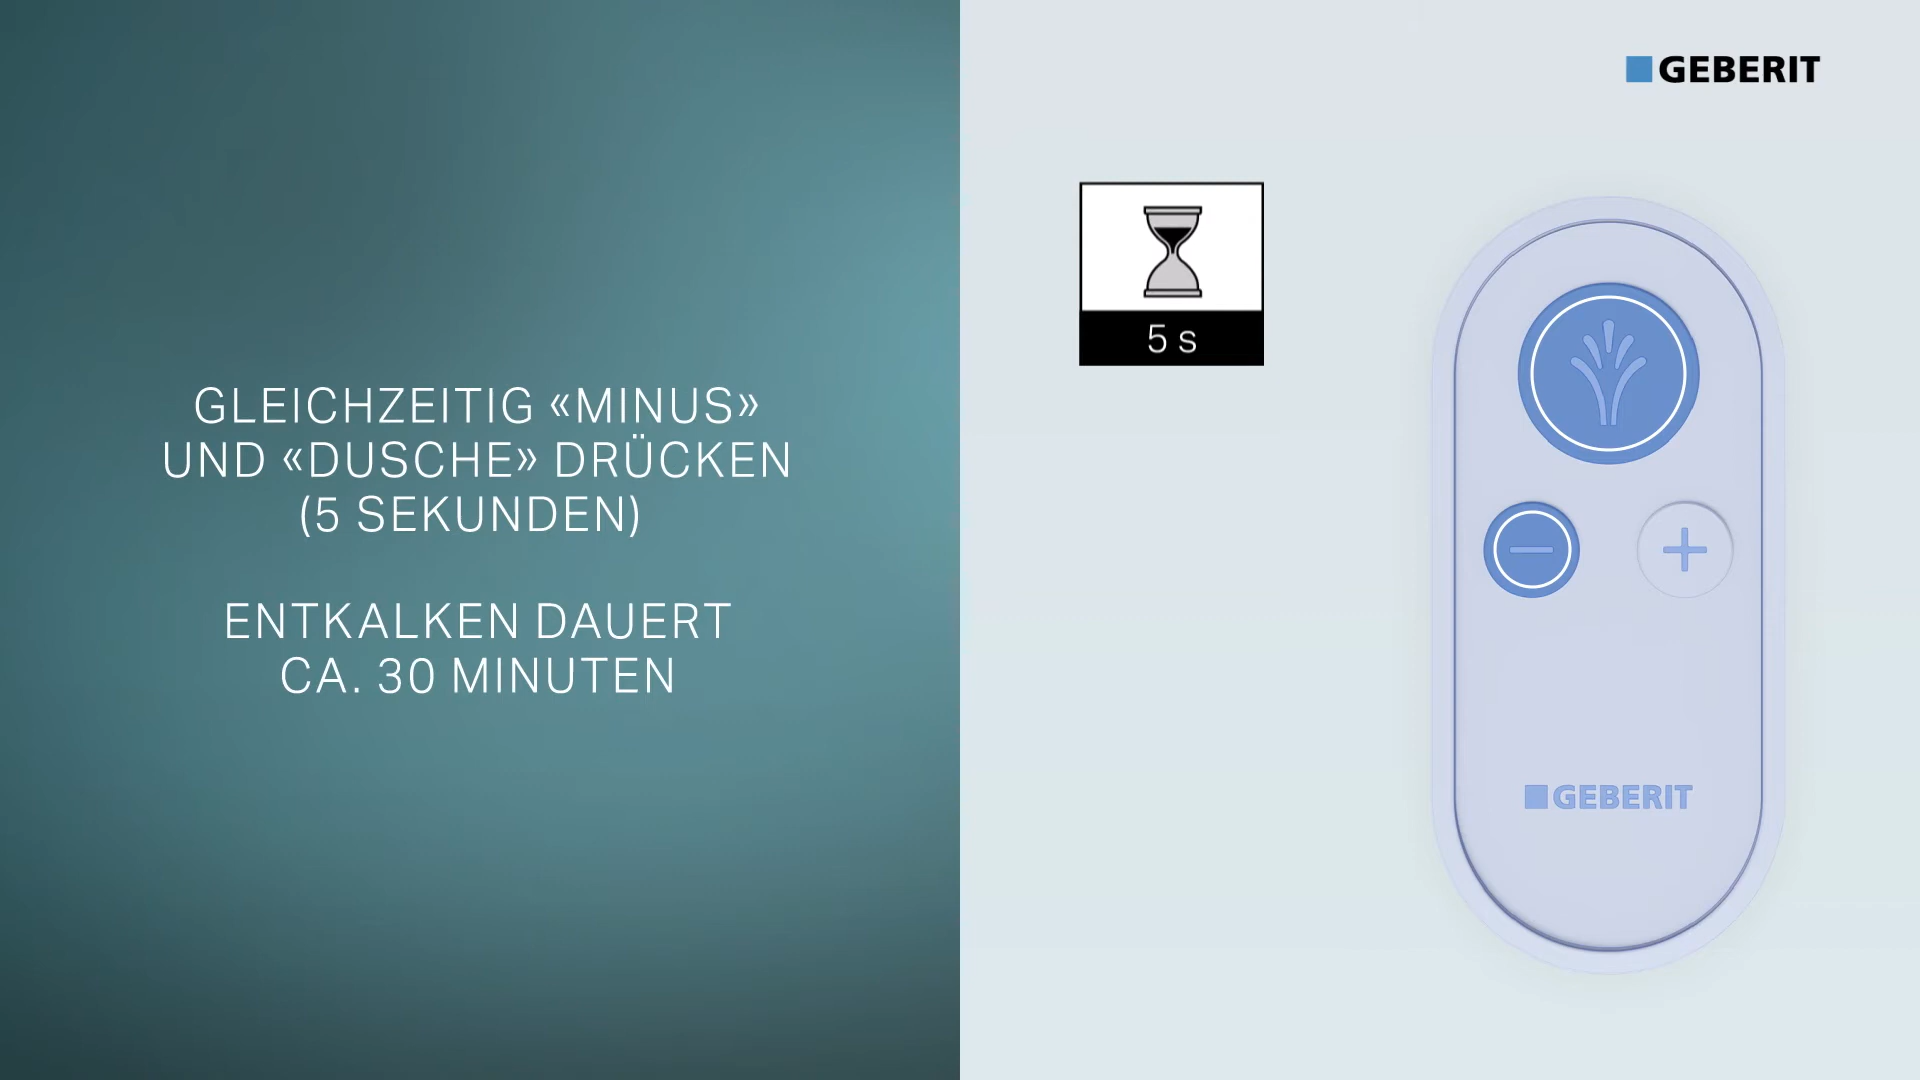 GLEICHZEITIG «MINUS»
UND «DUSCHE» DRÜCKEN
(5 SEKUNDEN)
ENTKALKEN DAUERT
CA. 30 MINUTEN
GEBERIT
5 s
GEBERIT